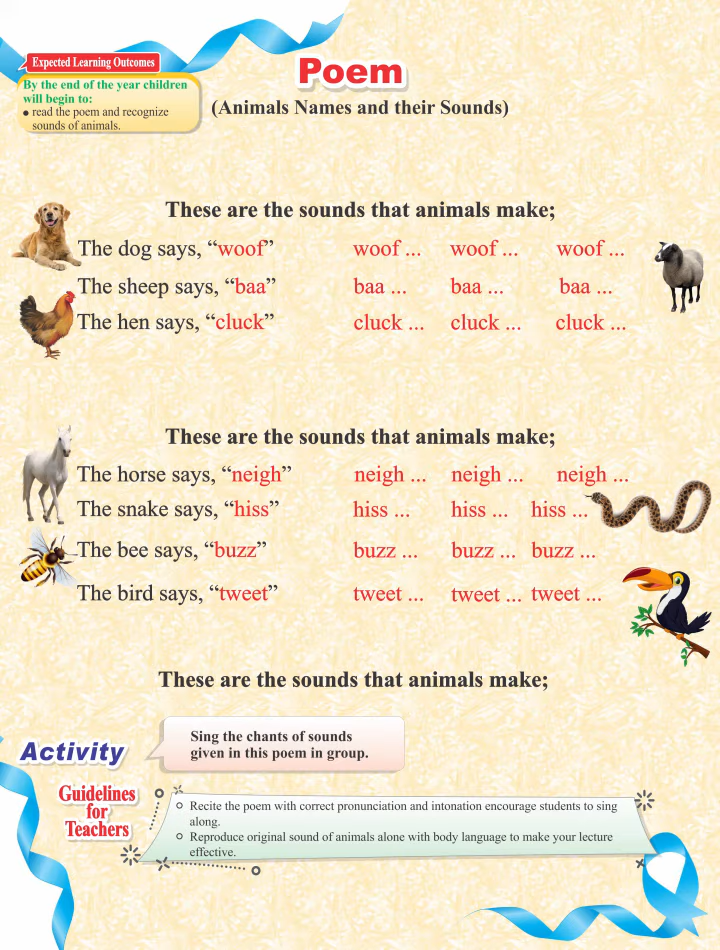 Expected Learning Outcomes
By the end of the year children
will begin to:
● read the poem and recognize
sounds of animals.
Poem
(Animals Names and their Sounds)
These are the sounds that animals make;
The dog says, “woof” woof ... woof ... woof ...
The sheep says, “baa” baa ... baa ... baa ...
The hen says, “cluck” cluck ... cluck ... cluck ...
These are the sounds that animals make;
The horse says, “neigh” neigh ... neigh ... neigh ...
The snake says, “hiss” hiss ... hiss ... hiss ...
The bee says, “buzz” buzz ... buzz ... buzz ...
The bird says, “tweet” tweet ... tweet ... tweet ...
These are the sounds that animals make;
Activity
Sing the chants of sounds
given in this poem in group.
Guidelines
for
Teachers
○ Recite the poem with correct pronunciation and intonation encourage students to sing
along.
○ Reproduce original sound of animals alone with body language to make your lecture
effective.